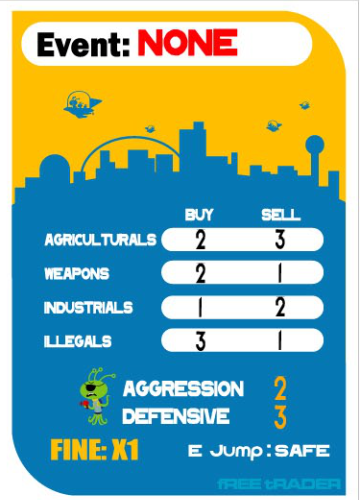 Event: NONE
BUY SELL
AGRICULTURALS 2 3
WEAPONS 2 1
INDUSTRIALS 1 2
ILLEGALS 3 1
AGGRESSION 2
DEFENSIVE 3
FINE: X1 E Jump: SAFE
FREE tRADER